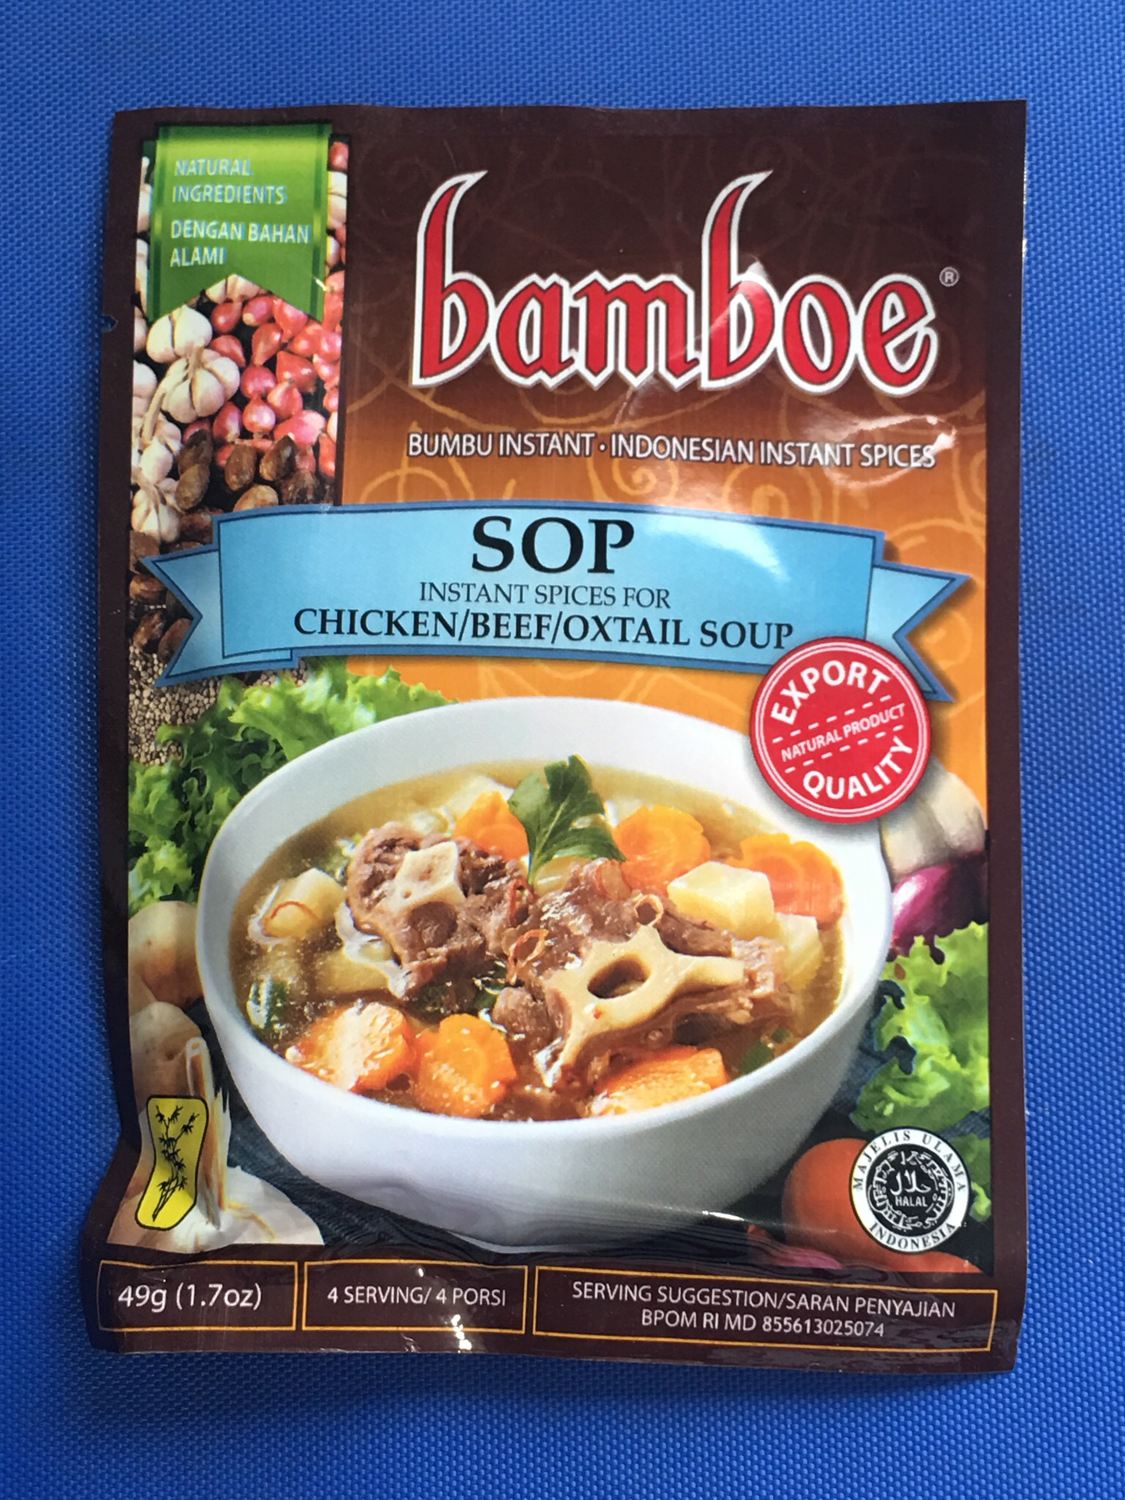 NATURAL
INGREDIENTS
DENGAN BAHAN
ALAMI
bamboe®
BUMBU INSTANT • INDONESIAN INSTANT SPICES
SOP
INSTANT SPICES FOR
CHICKEN/BEEF/OXTAIL SOUP
EXPORT
NATURAL PRODUCT
QUALITY
MAJELIS ULAMA
حلال
HALAL
INDONESIA
49g (1.7oz)
4 SERVING/ 4 PORSI
SERVING SUGGESTION/SARAN PENYAJIAN
BPOM RI MD 855613025074